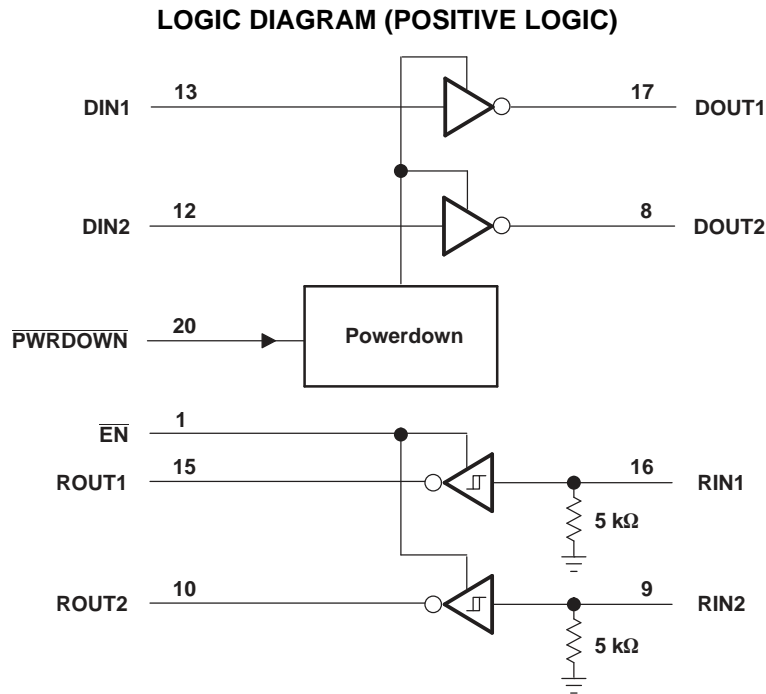 LOGIC DIAGRAM (POSITIVE LOGIC)
DIN1 13 17 DOUT1
DIN2 12 8 DOUT2
PWRDOWN 20 Powerdown
EN 1
ROUT1 15 16 RIN1
5 kΩ
ROUT2 10 9 RIN2
5 kΩ